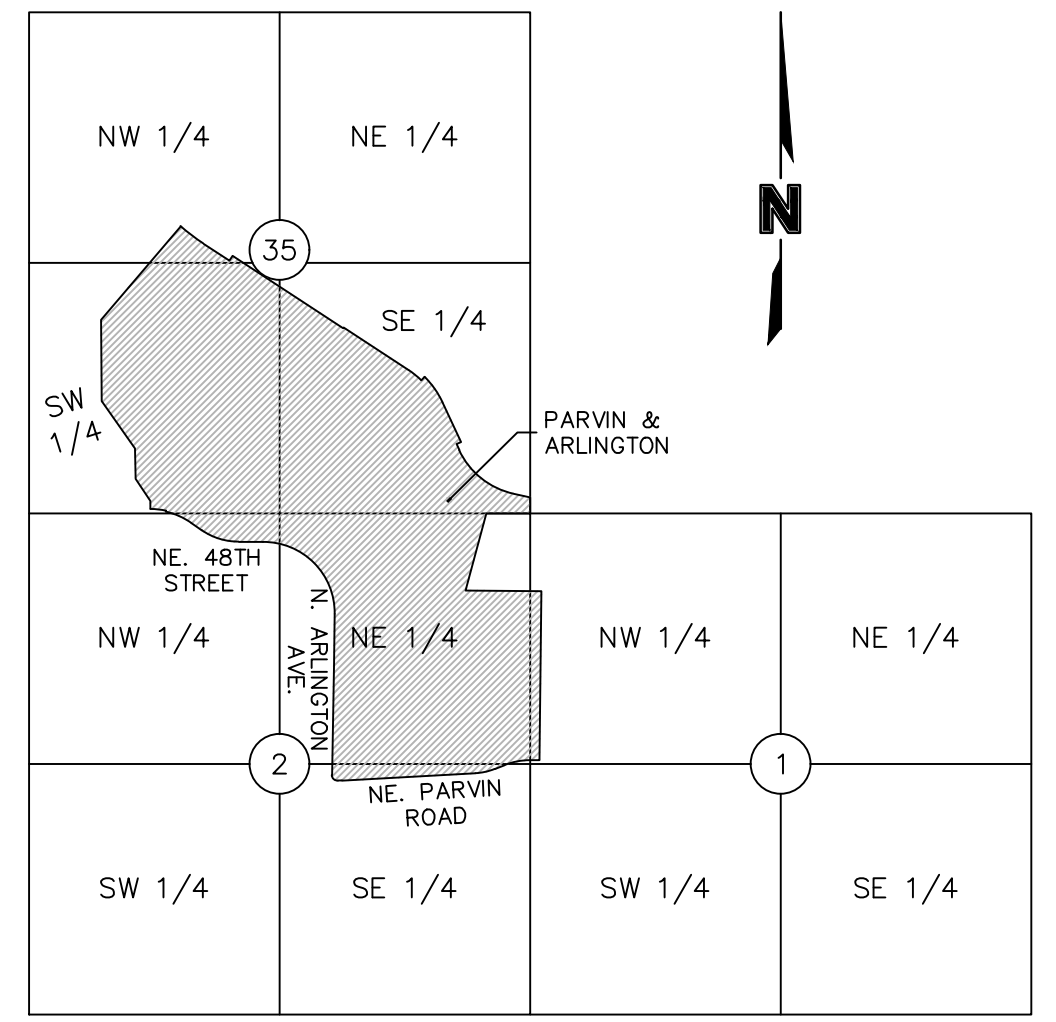 NW 1/4
NE 1/4
N
35
SE 1/4
SW
1/4
PARVIN &
ARLINGTON
NE. 48TH
STREET
N. ARLINGTON
AVE.
NW 1/4
NE 1/4
NW 1/4
NE 1/4
2
1
NE. PARVIN
ROAD
SW 1/4
SE 1/4
SW 1/4
SE 1/4